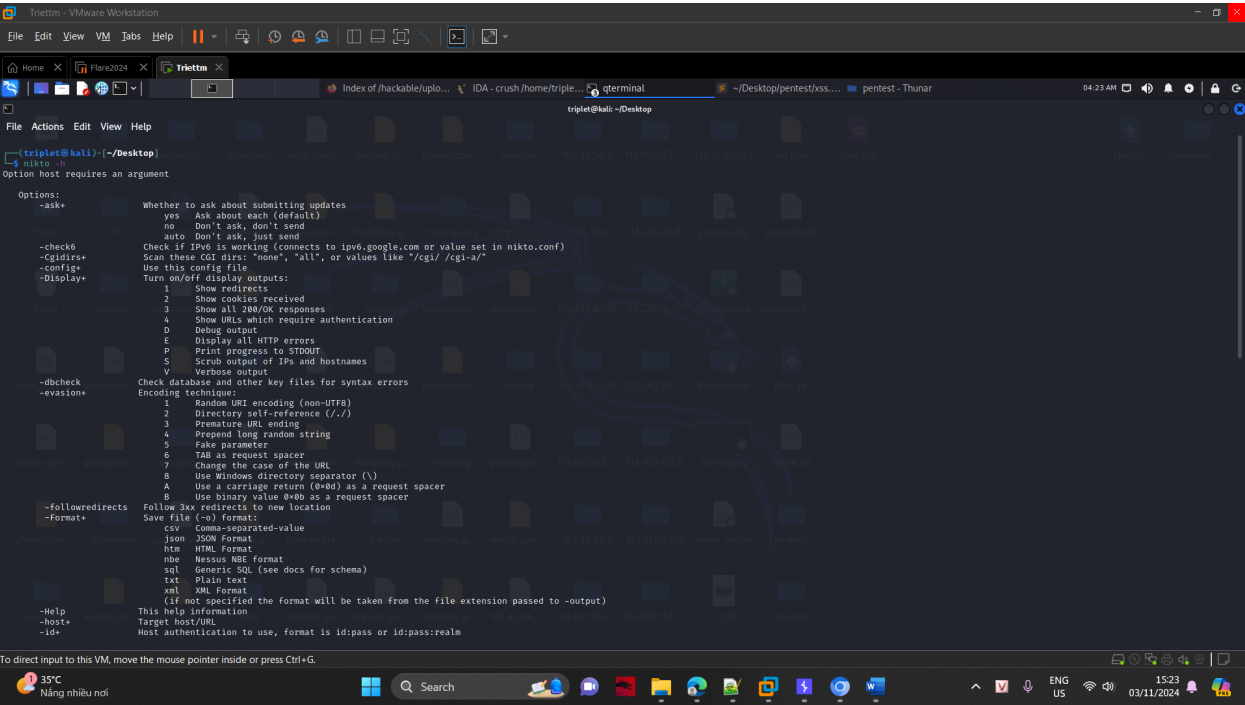 Triettm - VMware Workstation
File Edit View VM Tabs Help
Home Flare2024 Triettm
Index of /hackable/uplo... IDA - crush /home/triple... qterminal ~/Desktop/pentest/xss.... pentest - Thunar 04:23 AM
triplet@kali: ~/Desktop
File Actions Edit View Help
(triplet㉿kali)-[~/Desktop]
$ nikto -h
Option host requires an argument
Options:
-ask+ Whether to ask about submitting updates
yes Ask about each (default)
no Don't ask, don't send
auto Don't ask, just send
-check6 Check if IPv6 is working (connects to ipv6.google.com or value set in nikto.conf)
-Cgidirs+ Scan these CGI dirs: "none", "all", or values like "/cgi/ /cgi-a/"
-config+ Use this config file
-Display+ Turn on/off display outputs:
1 Show redirects
2 Show cookies received
3 Show all 200/OK responses
4 Show URLs which require authentication
D Debug output
E Display all HTTP errors
P Print progress to STDOUT
S Scrub output of IPs and hostnames
V Verbose output
-dbcheck Check database and other key files for syntax errors
-evasion+ Encoding technique:
1 Random URI encoding (non-UTF8)
2 Directory self-reference (/./)
3 Premature URL ending
4 Prepend long random string
5 Fake parameter
6 TAB as request spacer
7 Change the case of the URL
8 Use Windows directory separator (\)
A Use a carriage return (0×0d) as a request spacer
B Use binary value 0×0b as a request spacer
-followredirects Follow 3xx redirects to new location
-Format+ Save file (-o) format:
csv Comma-separated-value
json JSON Format
htm HTML Format
nbe Nessus NBE format
sql Generic SQL (see docs for schema)
txt Plain text
xml XML Format
(if not specified the format will be taken from the file extension passed to -output)
-Help This help information
-host+ Target host/URL
-id+ Host authentication to use, format is id:pass or id:pass:realm
To direct input to this VM, move the mouse pointer inside or press Ctrl+G.
1 35°C
Nắng nhiều nơi
Search
ENG
US
15:23
03/11/2024